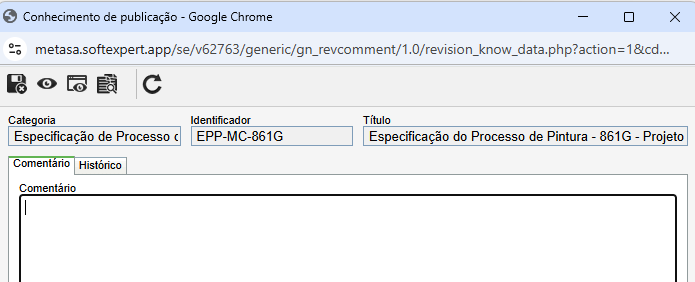 Conhecimento de publicação - Google Chrome
metasa.softexpert.app/se/v62763/generic/gn_revcomment/1.0/revision_know_data.php?action=1&cd...
Categoria Identificador Título
Especificação de Processo EPP-MC-861G Especificação do Processo de Pintura - 861G - Projeto
Comentário Histórico
Comentário